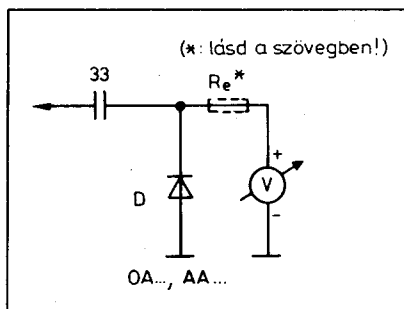 (*: lásd a szövegben!)
33
Re*
+
V
-
D
OA..., AA...